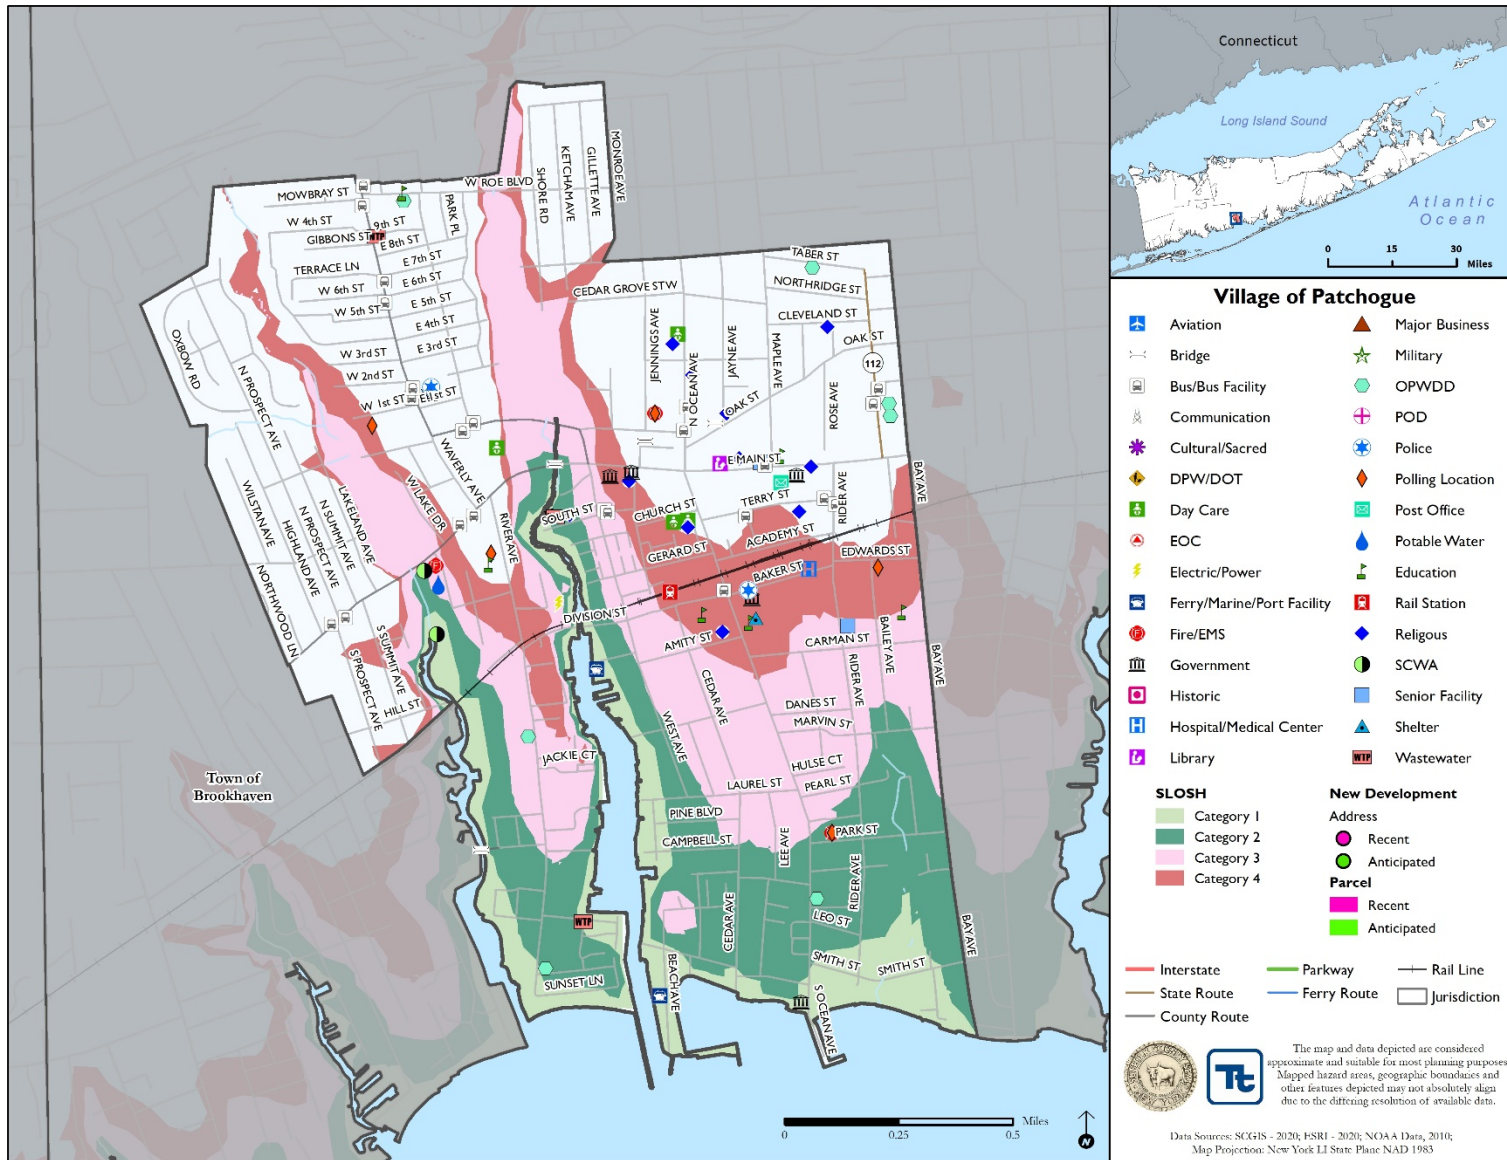 MOWBRAY ST
W ROE BLVD
W 4th ST
9th ST
GIBBONS ST
E 8th ST
PARK PL
SHORE RD
KETCHAM AVE
GILLETTE AVE
MONROE AVE
E 7th ST
TERRACE LN
E 6th ST
W 6th ST
W 5th ST
E 5th ST
E 4th ST
E 3rd ST
W 3rd ST
W 2nd ST
W 1st ST
E 1st ST
OXBOW RD
N PROSPECT AVE
CEDAR GROVE ST W
TABER ST
NORTHRIDGE ST
CLEVELAND ST
OAK ST
112
JENNINGS AVE
N OCEAN AVE
JAYNE AVE
MAPLE AVE
ROSE AVE
OAK ST
E MAIN ST
WAVERLY AVE
W LAKE DR
LAKELAND AVE
N SUMMIT AVE
N PROSPECT AVE
HIGHLAND AVE
WILSTAN AVE
NORTHWOOD LN
RIVER AVE
SOUTH ST
CHURCH ST
TERRY ST
RIDER AVE
BAY AVE
GERARD ST
ACADEMY ST
EDWARDS ST
BAKER ST
DIVISION ST
AMITY ST
CARMAN ST
BAILEY AVE
BAY AVE
RIDER AVE
S SUMMIT AVE
S PROSPECT AVE
HILL ST
CEDAR AVE
WEST AVE
DANES ST
MARVIN ST
JACKIE CT
HULSE CT
LAUREL ST
PEARL ST
PINE BLVD
CAMPBELL ST
PARK ST
LEE AVE
RIDER AVE
CEDAR AVE
LEO ST
SMITH ST
SMITH ST
BAY AVE
SUNSET LN
BEACH AVE
S OCEAN AVE
WTP
WTP
Town of
Brookhaven
Miles
0
0.25
0.5
N
Connecticut
Long Island Sound
Atlantic
Ocean
0
15
30
Miles
Village of Patchogue
Aviation
Bridge
Bus/Bus Facility
Communication
Cultural/Sacred
DPW/DOT
Day Care
EOC
Electric/Power
Ferry/Marine/Port Facility
Fire/EMS
Government
Historic
Hospital/Medical Center
Library
Major Business
Military
OPWDD
POD
Police
Polling Location
Post Office
Potable Water
Education
Rail Station
Religous
SCWA
Senior Facility
Shelter
WTP Wastewater
SLOSH
Category 1
Category 2
Category 3
Category 4
New Development
Address
Recent
Anticipated
Parcel
Recent
Anticipated
Interstate
State Route
County Route
Parkway
Ferry Route
Rail Line
Jurisdiction
Tt
The map and data depicted are considered
approximate and suitable for most planning purposes
Mapped hazard areas, geographic boundaries and
other features depicted may not absolutely align
due to the differing resolution of available data.
Data Sources: SCGIS - 2020; ESRI - 2020; NOAA Data, 2010;
Map Projection: New York LI State Plane NAD 1983